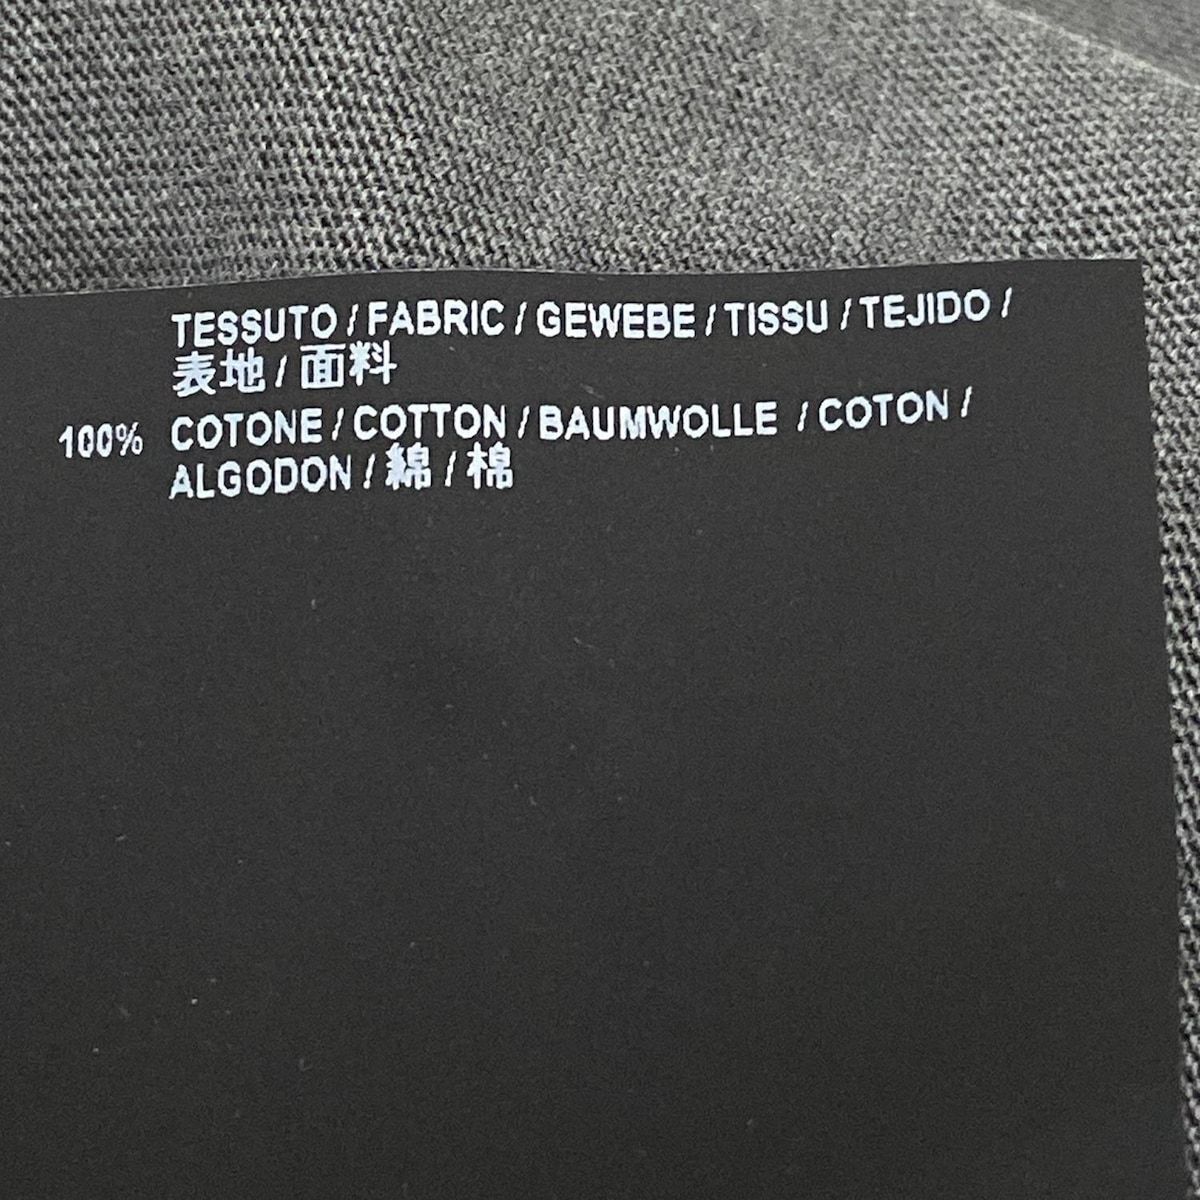 TESSUTO / FABRIC / GEWEBE / TISSU / TEJIDO /
表地 / 面料
100% COTONE / COTTON / BAUMWOLLE / COTON /
ALGODON / 綿 / 棉